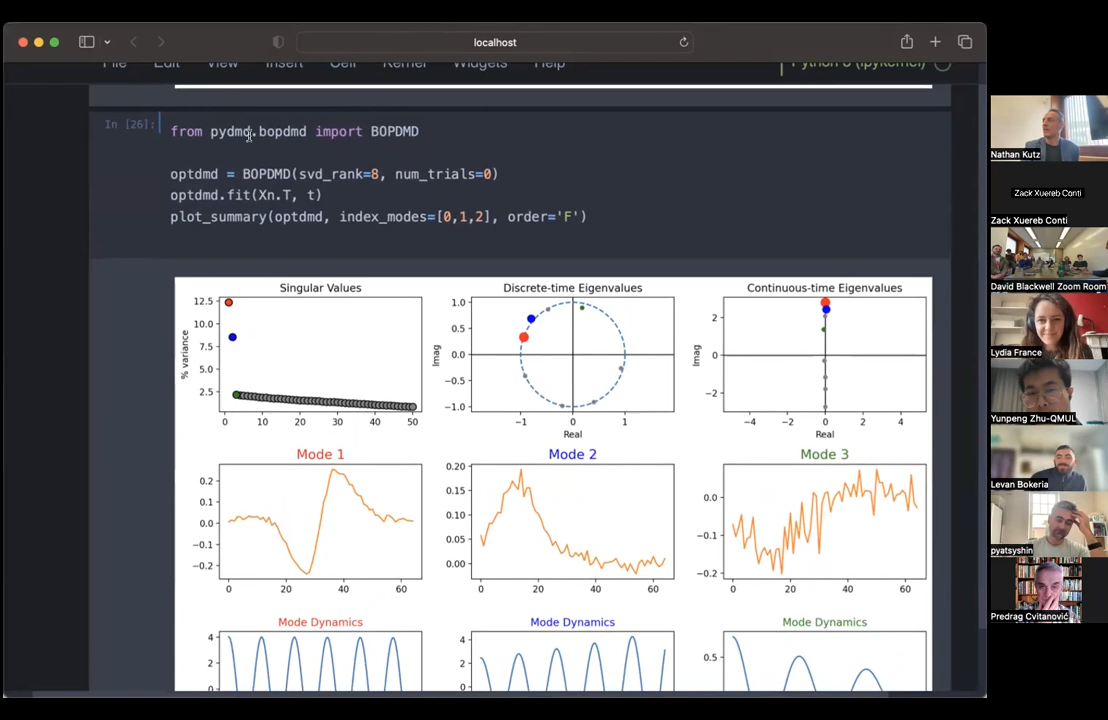 localhost
File Edit View Insert Cell Kernel Widgets Help
Python 3 (ipykernel)
In [26]:
from pydmd.bopdmd import BOPDMD
optdmd = BOPDMD(svd_rank=8, num_trials=0)
optdmd.fit(Xn.T, t)
plot_summary(optdmd, index_modes=[0,1,2], order='F')
Singular Values
12.5
10.0
7.5
5.0
2.5
% variance
0 10 20 30 40 50
Discrete-time Eigenvalues
1.0
0.5
0.0
−0.5
−1.0
Imag
−1 0 1
Real
Continuous-time Eigenvalues
2
0
−2
Imag
−4 −2 0 2 4
Real
Mode 1
0.2
0.1
0.0
−0.1
−0.2
0 20 40 60
Mode 2
0.20
0.15
0.10
0.05
0.00
0 20 40 60
Mode 3
0.0
−0.1
−0.2
0 20 40 60
Mode Dynamics
4
2
0
Mode Dynamics
4
2
0
Mode Dynamics
0.5
Nathan Kutz
Zack Xuereb Conti
Zack Xuereb Conti
David Blackwell Zoom Room
Lydia France
Yunpeng Zhu-QMUL
Levan Bokeria
pyatsyshin
Predrag Cvitanović